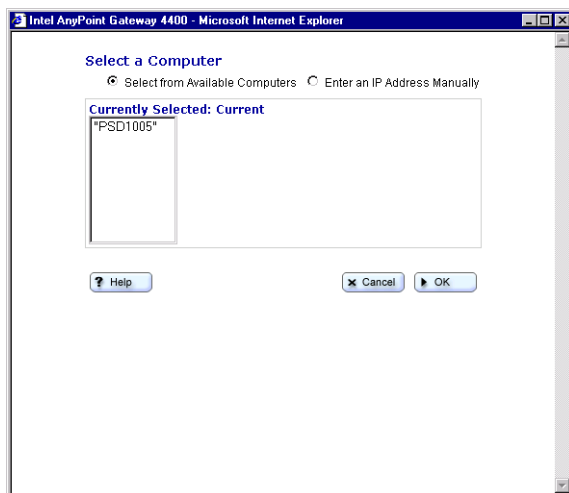 Intel AnyPoint Gateway 4400 - Microsoft Internet Explorer
Select a Computer
Select from Available Computers Enter an IP Address Manually
Currently Selected: Current
"PSD1005"
? Help
Cancel OK